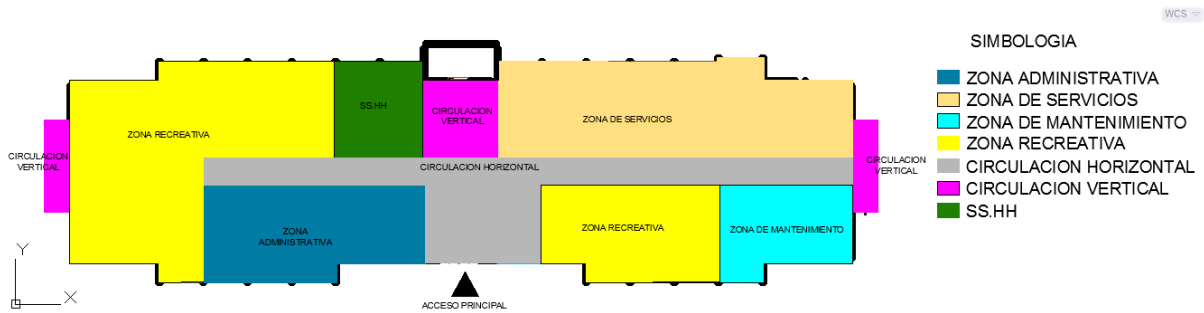 WCS
SIMBOLOGIA
ZONA ADMINISTRATIVA
ZONA DE SERVICIOS
ZONA DE MANTENIMIENTO
ZONA RECREATIVA
CIRCULACION HORIZONTAL
CIRCULACION VERTICAL
SS.HH
SS.HH
CIRCULACION
VERTICAL
ZONA DE SERVICIOS
ZONA RECREATIVA
CIRCULACION
VERTICAL
CIRCULACION HORIZONTAL
CIRCULACION
VERTICAL
ZONA
ADMINISTRATIVA
ZONA RECREATIVA
ZONA DE MANTENIMIENTO
Y
X
ACCESO PRINCIPAL